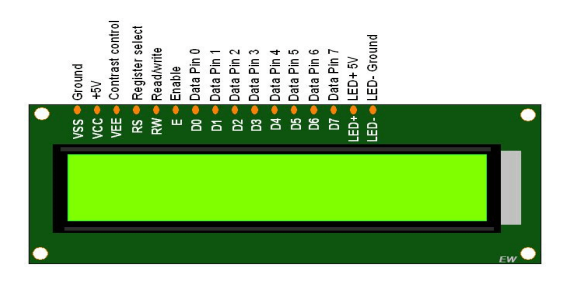 Ground
+5V
Contrast control
Register select
Read/write
Enable
Data Pin 0
Data Pin 1
Data Pin 2
Data Pin 3
Data Pin 4
Data Pin 5
Data Pin 6
Data Pin 7
LED+ 5V
LED- Ground
VSS
VCC
VEE
RS
RW
E
D0
D1
D2
D3
D4
D5
D6
D7
LED+
LED-
EW